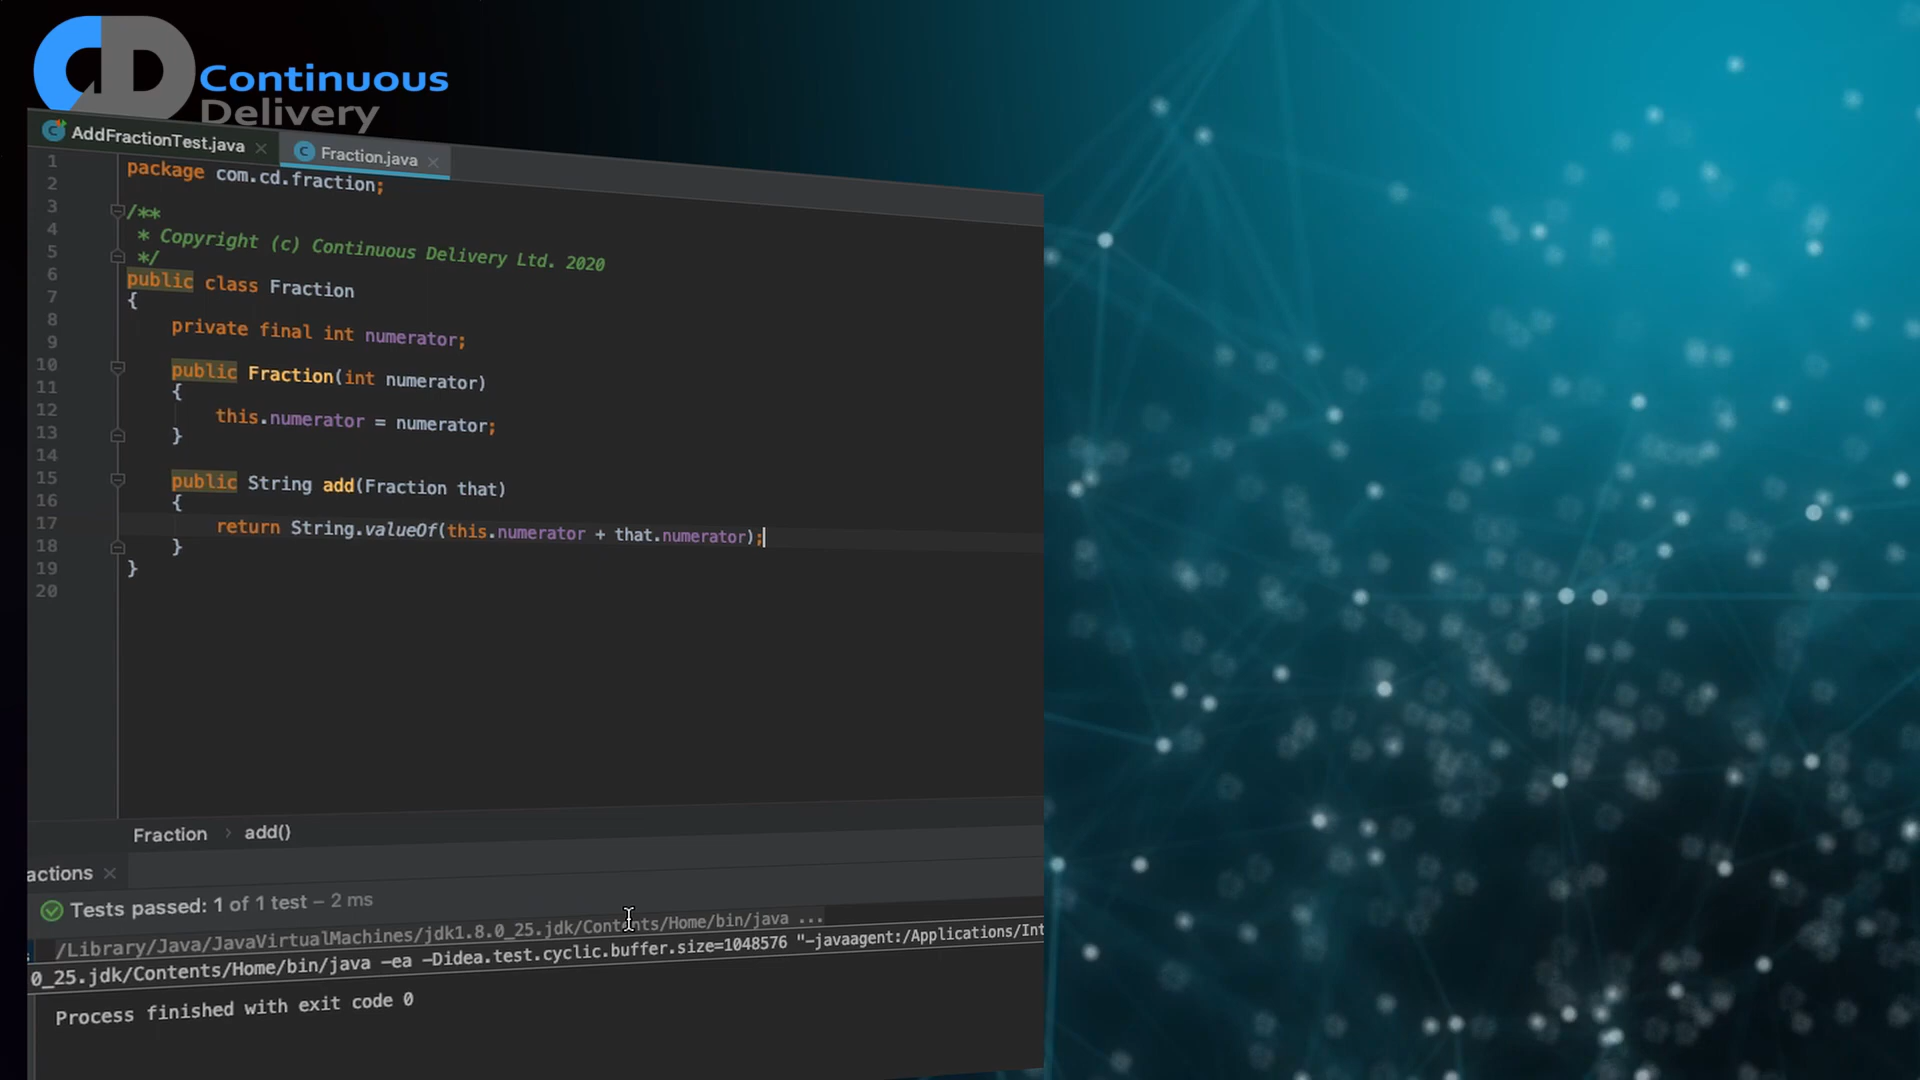 CD Continuous
Delivery
AddFractionTest.java
Fraction.java
1 package com.cd.fraction;
2
3 /**
4 * Copyright (c) Continuous Delivery Ltd. 2020
5 */
6 public class Fraction
7 {
8 private final int numerator;
9
10 public Fraction(int numerator)
11 {
12 this.numerator = numerator;
13 }
14
15 public String add(Fraction that)
16 {
17 return String.valueOf(this.numerator + that.numerator);
18 }
19 }
20
Fraction › add()
actions
Tests passed: 1 of 1 test – 2 ms
/Library/Java/JavaVirtualMachines/jdk1.8.0_25.jdk/Contents/Home/bin/java ...
0_25.jdk/Contents/Home/bin/java -ea -Didea.test.cyclic.buffer.size=1048576 "-javaagent:/Applications/Int
Process finished with exit code 0